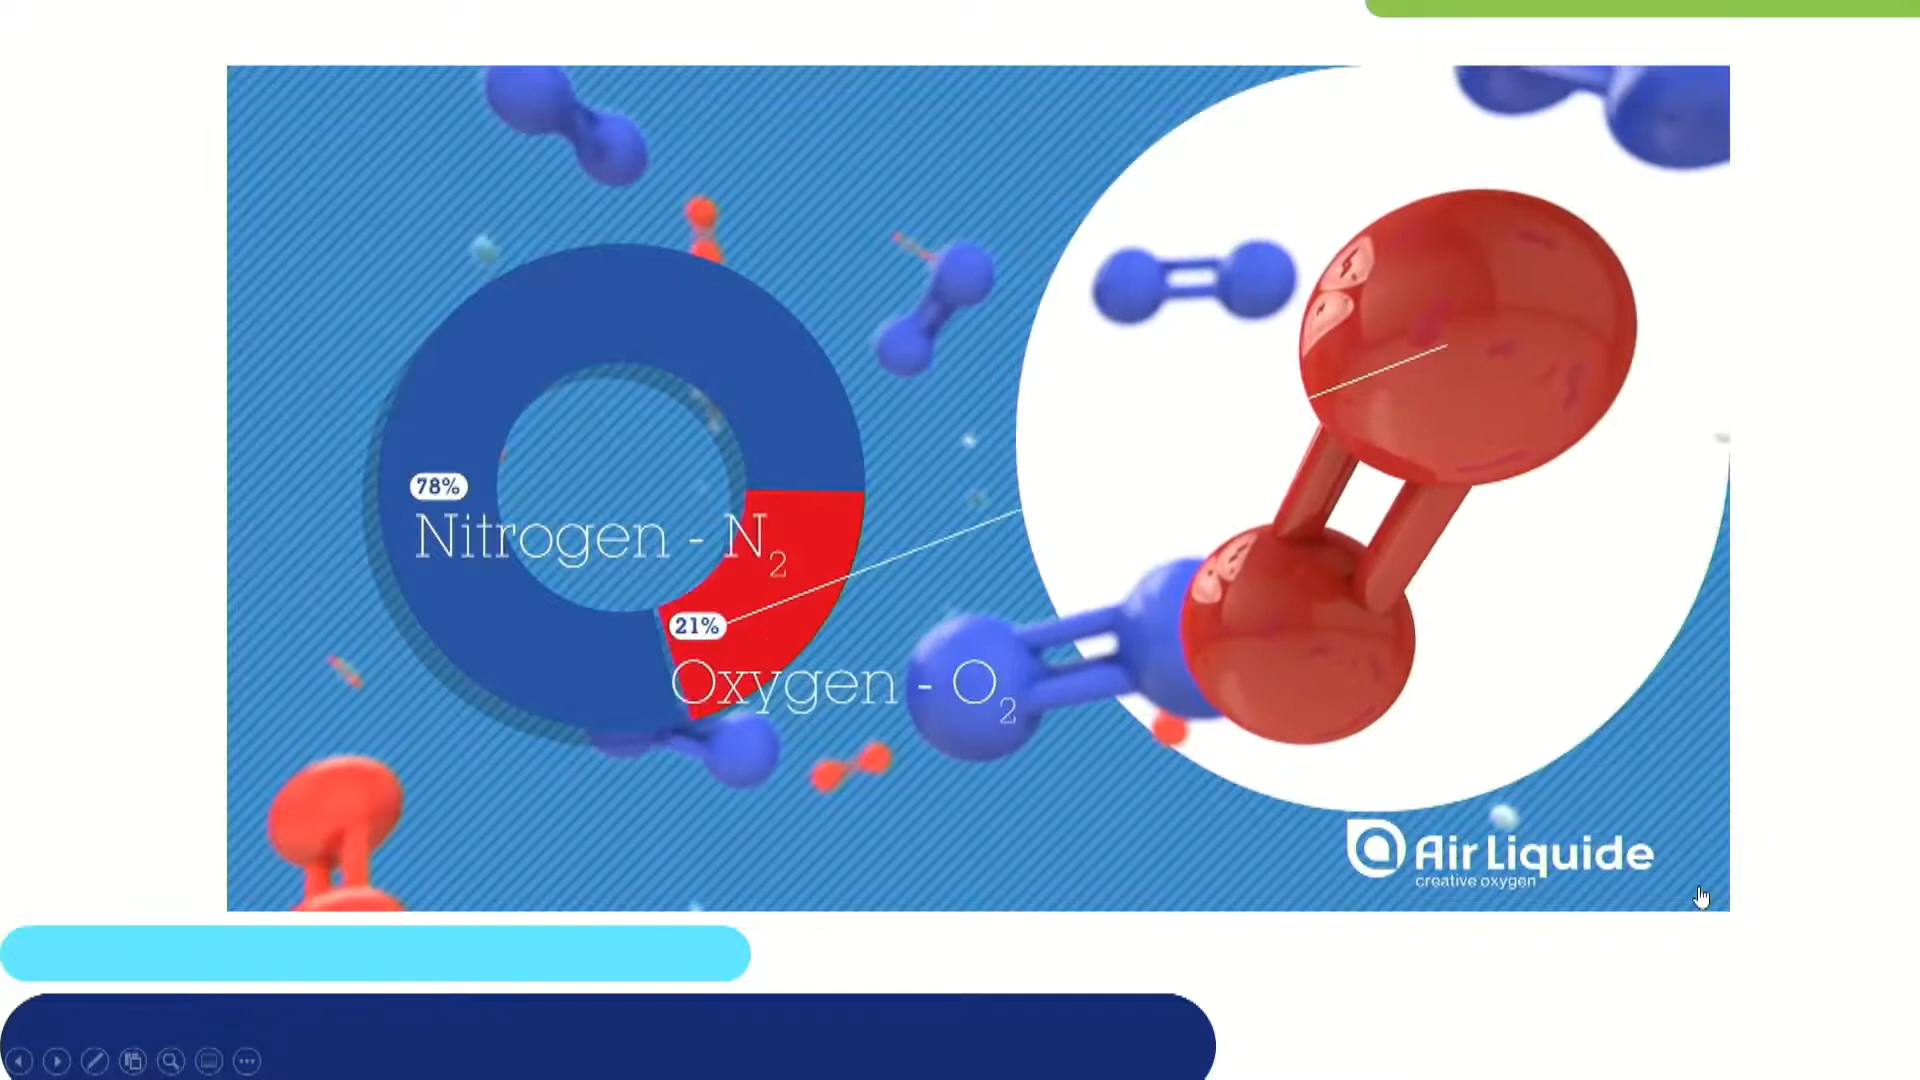 78%
Nitrogen - N₂
21%
Oxygen - O₂
Air Liquide
creative oxygen